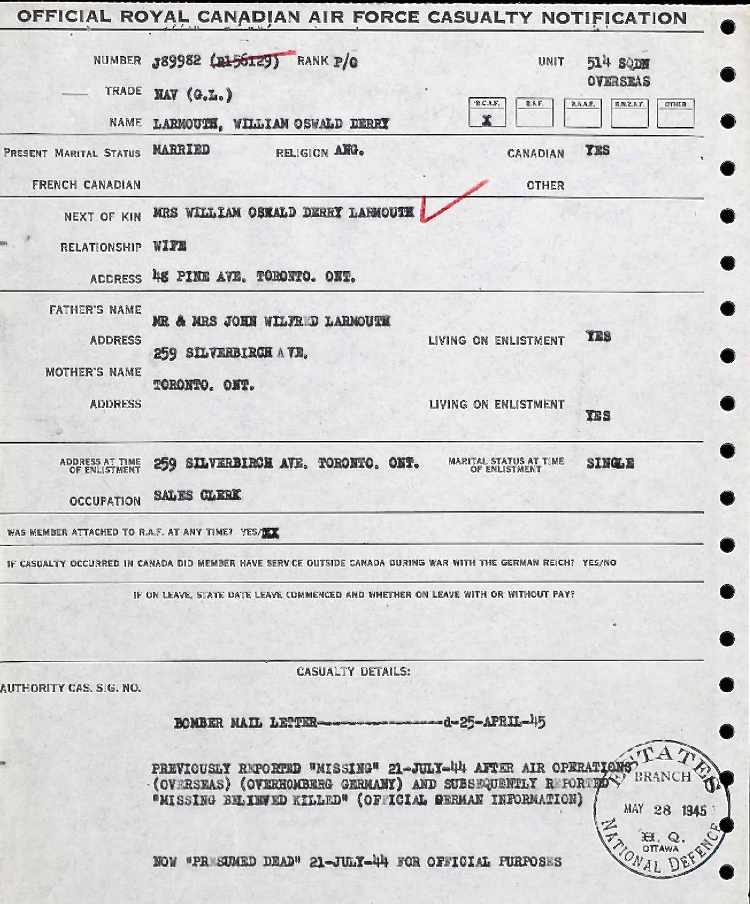 OFFICIAL ROYAL CANADIAN AIR FORCE CASUALTY NOTIFICATION
NUMBER J89982 (R156129) RANK P/O UNIT 514 SQDN
OVERSEAS
TRADE NAV (G.L.)
R.C.A.F. R.A.F. R.A.A.F. R.N.Z.A.F. OTHER
X
NAME LARMOUTH, WILLIAM OSWALD DERRY
PRESENT MARITAL STATUS MARRIED RELIGION ANG. CANADIAN YES
FRENCH CANADIAN OTHER
NEXT OF KIN MRS WILLIAM OSWALD DERRY LARMOUTH
RELATIONSHIP WIFE
ADDRESS 48 PINE AVE. TORONTO. ONT.
FATHER'S NAME
MR & MRS JOHN WILFRED LARMOUTH
ADDRESS LIVING ON ENLISTMENT YES
259 SILVERBIRCH AVE,
MOTHER'S NAME
TORONTO. ONT.
ADDRESS LIVING ON ENLISTMENT
YES
ADDRESS AT TIME OF ENLISTMENT 259 SILVERBIRCH AVE. TORONTO. ONT. MARITAL STATUS AT TIME OF ENLISTMENT SINGLE
OCCUPATION SALES CLERK
WAS MEMBER ATTACHED TO R.A.F. AT ANY TIME? YES/XX
IF CASUALTY OCCURRED IN CANADA DID MEMBER HAVE SERVICE OUTSIDE CANADA DURING WAR WITH THE GERMAN REICH? YES/NO
IF ON LEAVE, STATE DATE LEAVE COMMENCED AND WHETHER ON LEAVE WITH OR WITHOUT PAY?
CASUALTY DETAILS:
AUTHORITY CAS. SIG. NO.
BOMBER MAIL LETTER----------------d-25-APRIL-45
PREVIOUSLY REPORTED "MISSING" 21-JULY-44 AFTER AIR OPERATIONS
(OVERSEAS) (OVERHOMBERG GERMANY) AND SUBSEQUENTLY REPORTED
"MISSING BELIEVED KILLED" (OFFICIAL GERMAN INFORMATION)
ESTATES
BRANCH
MAY 28 1945
H. Q.
OTTAWA
NATIONAL DEFENCE
NOW "PRESUMED DEAD" 21-JULY-44 FOR OFFICIAL PURPOSES